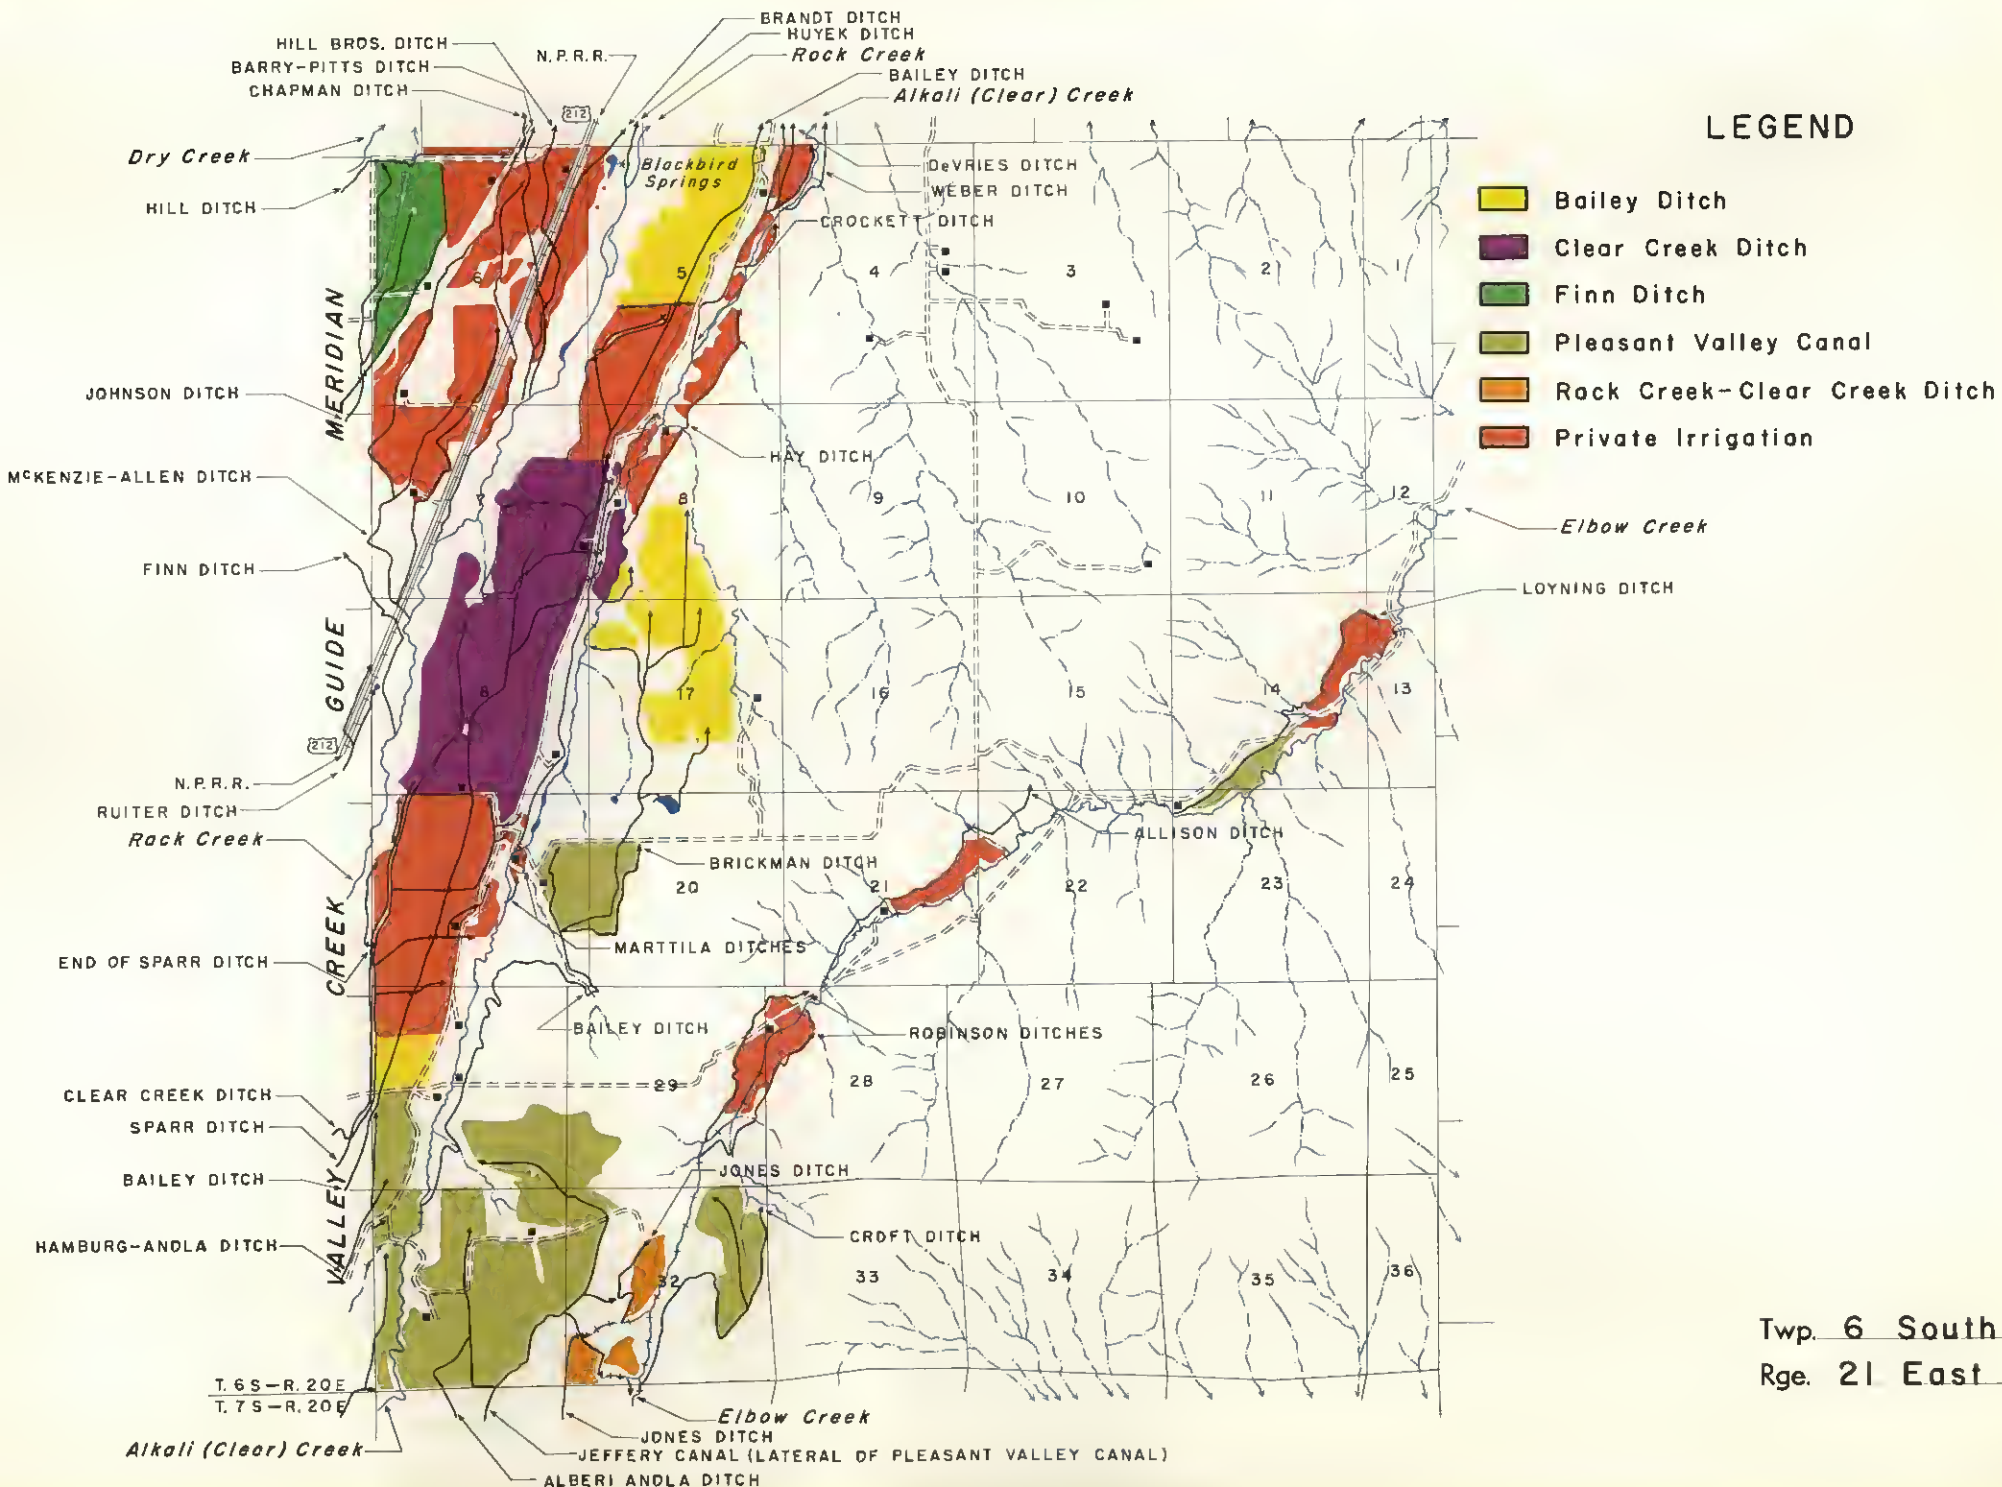 BRANDT DITCH
HUYEK DITCH
Rock Creek
HILL BROS. DITCH
N.P.R.R.
BARRY-PITTS DITCH
BAILEY DITCH
CHAPMAN DITCH
Alkali (Clear) Creek
212
LEGEND
Dry Creek
Blackbird
Springs
DeVRIES DITCH
WEBER DITCH
HILL DITCH
CROCKETT DITCH
Bailey Ditch
Clear Creek Ditch
Finn Ditch
Pleasant Valley Canal
Rock Creek-Clear Creek Ditch
Private Irrigation
6
5
4
3
2
1
JOHNSON DITCH
McKENZIE-ALLEN DITCH
HAY DITCH
7
8
9
10
11
12
Elbow Creek
FINN DITCH
LOYNING DITCH
8
17
16
15
14
13
212
N.P.R.R.
RUITER DITCH
Rock Creek
ALLISON DITCH
BRICKMAN DITCH
20
21
22
23
24
MARTTILA DITCHES
END OF SPARR DITCH
BAILEY DITCH
ROBINSON DITCHES
29
28
27
26
25
CLEAR CREEK DITCH
SPARR DITCH
BAILEY DITCH
JONES DITCH
HAMBURG-ANDLA DITCH
CROFT DITCH
32
33
34
35
36
VALLEY CREEK GUIDE MERIDIAN
Twp. 6 South
Rge. 21 East
T. 6S-R. 20E
T. 7S-R. 20E
Elbow Creek
JONES DITCH
Alkali (Clear) Creek
JEFFERY CANAL (LATERAL OF PLEASANT VALLEY CANAL)
ALBERI ANDLA DITCH